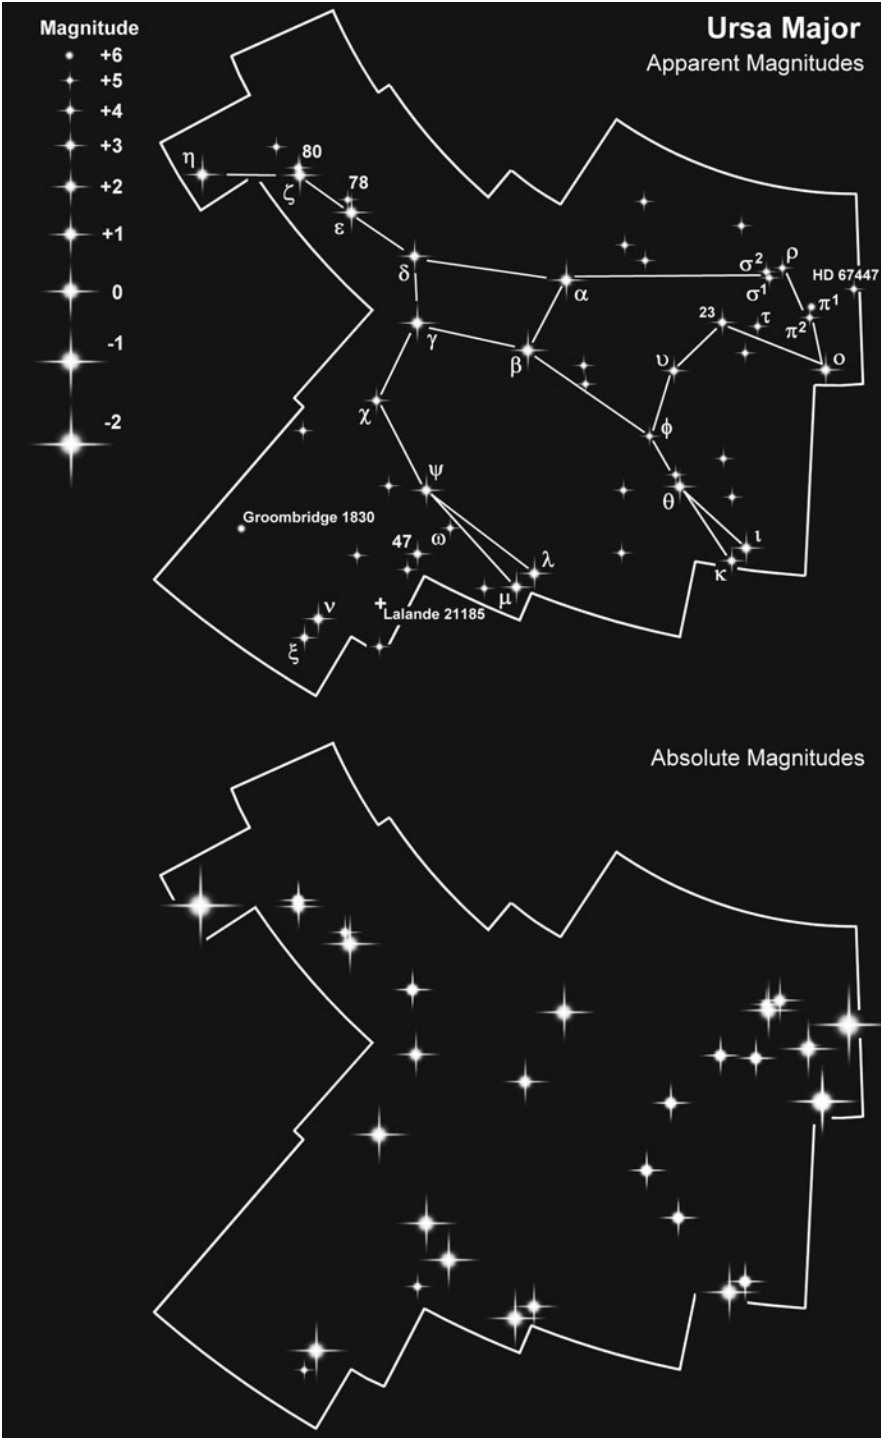 Ursa Major
Apparent Magnitudes
Magnitude
+6
+5
+4
+3
+2
+1
0
-1
-2
η
80
ζ
78
ε
δ
α
σ²
ρ
HD 67447
σ¹
π¹
23
τ
π²
γ
β
υ
ο
χ
φ
ψ
θ
Groombridge 1830
ω
47
ι
λ
κ
μ
ν
+
Lalande 21185
ξ
Absolute Magnitudes